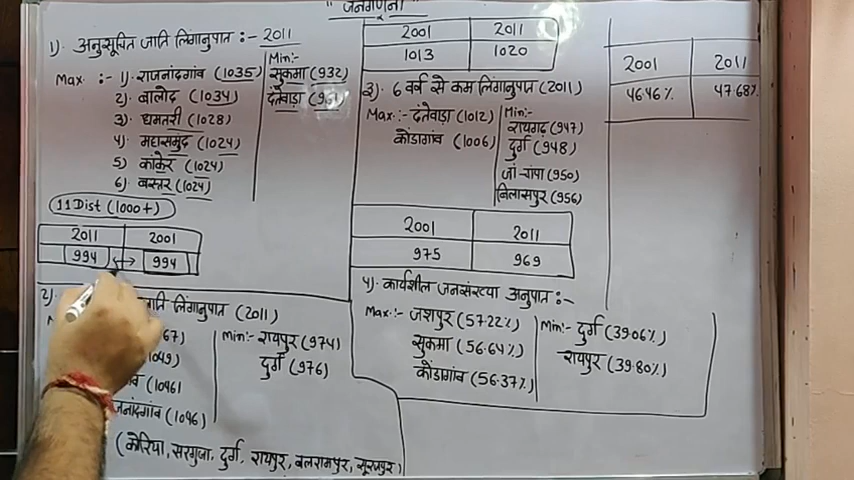 " जनगणना "
1). अनुसूचित जाति लिंगानुपात :- 2011
Max :- 1) राजनांदगांव (1035)
2). बालोद (1034)
3). धमतरी (1028)
4). महासमुंद (1024)
5) कांकेर (1024)
6). बस्तर (1024)
Min:-
सुकमा (932)
दंतेवाड़ा
11 Dist (1000+)
2011 2001
994 ↔ 994
2). जाति लिंगानुपात (2011)
67)
1049)
(1096)
जनांदगांव (1096)
Min:- रायपुर (974)
दुर्ग (976)
(कोरिया, सरगुजा, दुर्ग, रायपुर, बलरामपुर, सूरजपुर)
2001 2011
1013 1020
3) 6 वर्ष से कम लिंगानुपात (2011)
Max:- दंतेवाड़ा (1012)
कोंडागांव (1006)
Min:-
रायगढ़ (947)
दुर्ग (948)
जां-चांपा (950)
बिलासपुर (956)
2001 2011
975 969
4). कार्यशील जनसंख्या अनुपात :-
Max:- जशपुर (57.22%)
सुकमा (56.64%)
कोंडागांव (56.37%)
Min:- दुर्ग (39.06%)
रायपुर (39.80%)
2001 2011
46.46% 47.68%